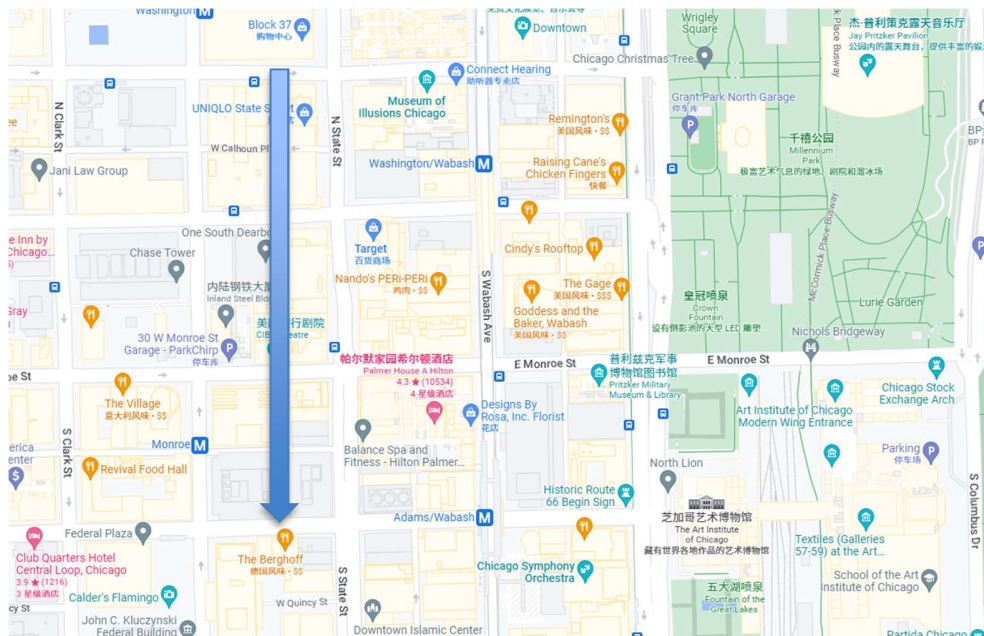 Washington
M
Block 37
购物中心
Downtown
Wrigley
Square
杰·普利策克露天音乐厅
Jay Pritzker Pavilion
公园内的露天舞台，提供丰富的娱
Place Busway
Chicago Christmas Tree...
Connect Hearing
助听器专卖店
Museum of
Illusions Chicago
UNIQLO State
Grant Park North Garage
停车库
P
Remington's
美国风味·$$
N Clark St
N State St
W Calhoun Pl
Jani Law Group
Washington/Wabash
M
Raising Cane's
Chicken Fingers
快餐
千禧公园
Millennium
Park
极富艺术气息的绿地、剧院和溜冰场
One South
Chase Tower
Target
百货商场
Cindy's Rooftop
McCormick Place Busway
P
Nando's PERi-PERi
鸡肉·$$
S Wabash Ave
The Gage
美国风味·$$$
Goddess and the
Baker, Wabash
美国风味·$$
内陆钢铁大厦
Inland Steel
皇冠喷泉
Crown
Fountain
设有倒影池的大型 LED 雕塑
Lurie Garden
Nichols Bridgeway
30 W Monroe St
Garage - ParkChirp
停车库
P
帕尔默家园希尔顿酒店
Palmer House A Hilton
4.3 ★ (10534)
4 星级酒店
E Monroe St
E Monroe St
普利兹克军事
博物馆图书馆
Pritzker Military
Museum & Library
The Village
意大利风味·$$
Designs By
Rosa, Inc. Florist
花店
Art Institute of Chicago
Modern Wing Entrance
Chicago Stock
Exchange Arch
Monroe
M
S Clark St
Revival Food Hall
Balance Spa and
Fitness - Hilton Palmer...
North Lion
Parking
停车场
P
Historic Route
66 Begin Sign
S Columbus Dr
Adams/Wabash
M
芝加哥艺术博物馆
The Art Institute
of Chicago
藏有世界各地作品的艺术博物馆
Textiles (Galleries
57-59) at the Art...
Federal Plaza
Club Quarters Hotel
Central Loop, Chicago
3.9 ★ (1216)
3 星级酒店
The Berghoff
德国风味·$$
Chicago Symphony
Orchestra
S State St
五大湖喷泉
Fountain of the
Great Lakes
School of the Art
Institute of Chicago
Calder's Flamingo
W Quincy St
John C. Kluczynski
Federal Building
Downtown Islamic Center
Partida Chicago